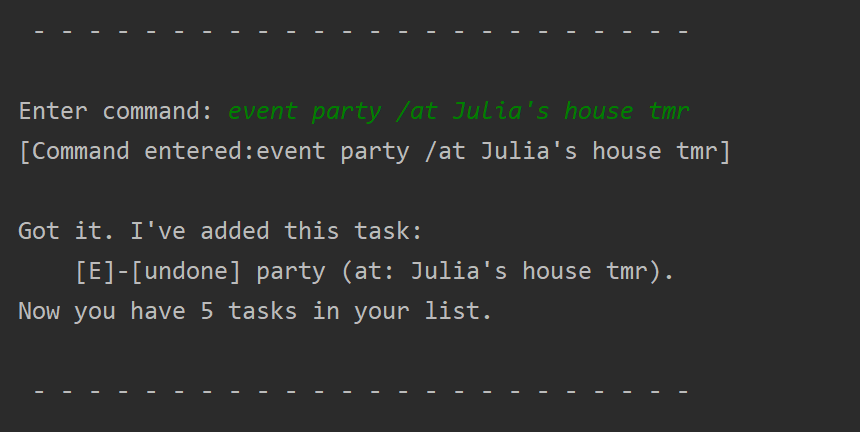 - - - - - - - - - - - - - - - - - - - - - - - -
Enter command: event party /at Julia's house tmr
[Command entered:event party /at Julia's house tmr]
Got it. I've added this task:
[E]-[undone] party (at: Julia's house tmr).
Now you have 5 tasks in your list.
- - - - - - - - - - - - - - - - - - - - - - - -